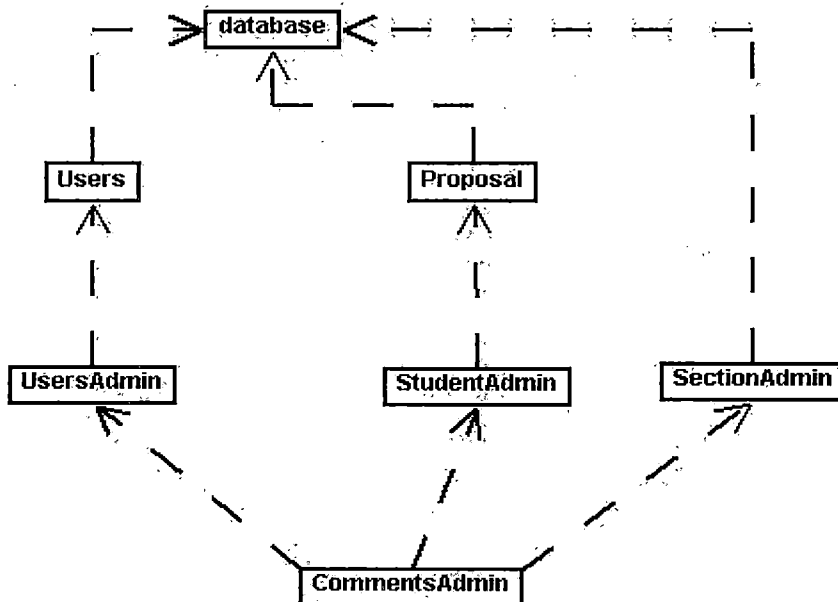 database
Users
Proposal
UsersAdmin
StudentAdmin
SectionAdmin
CommentsAdmin